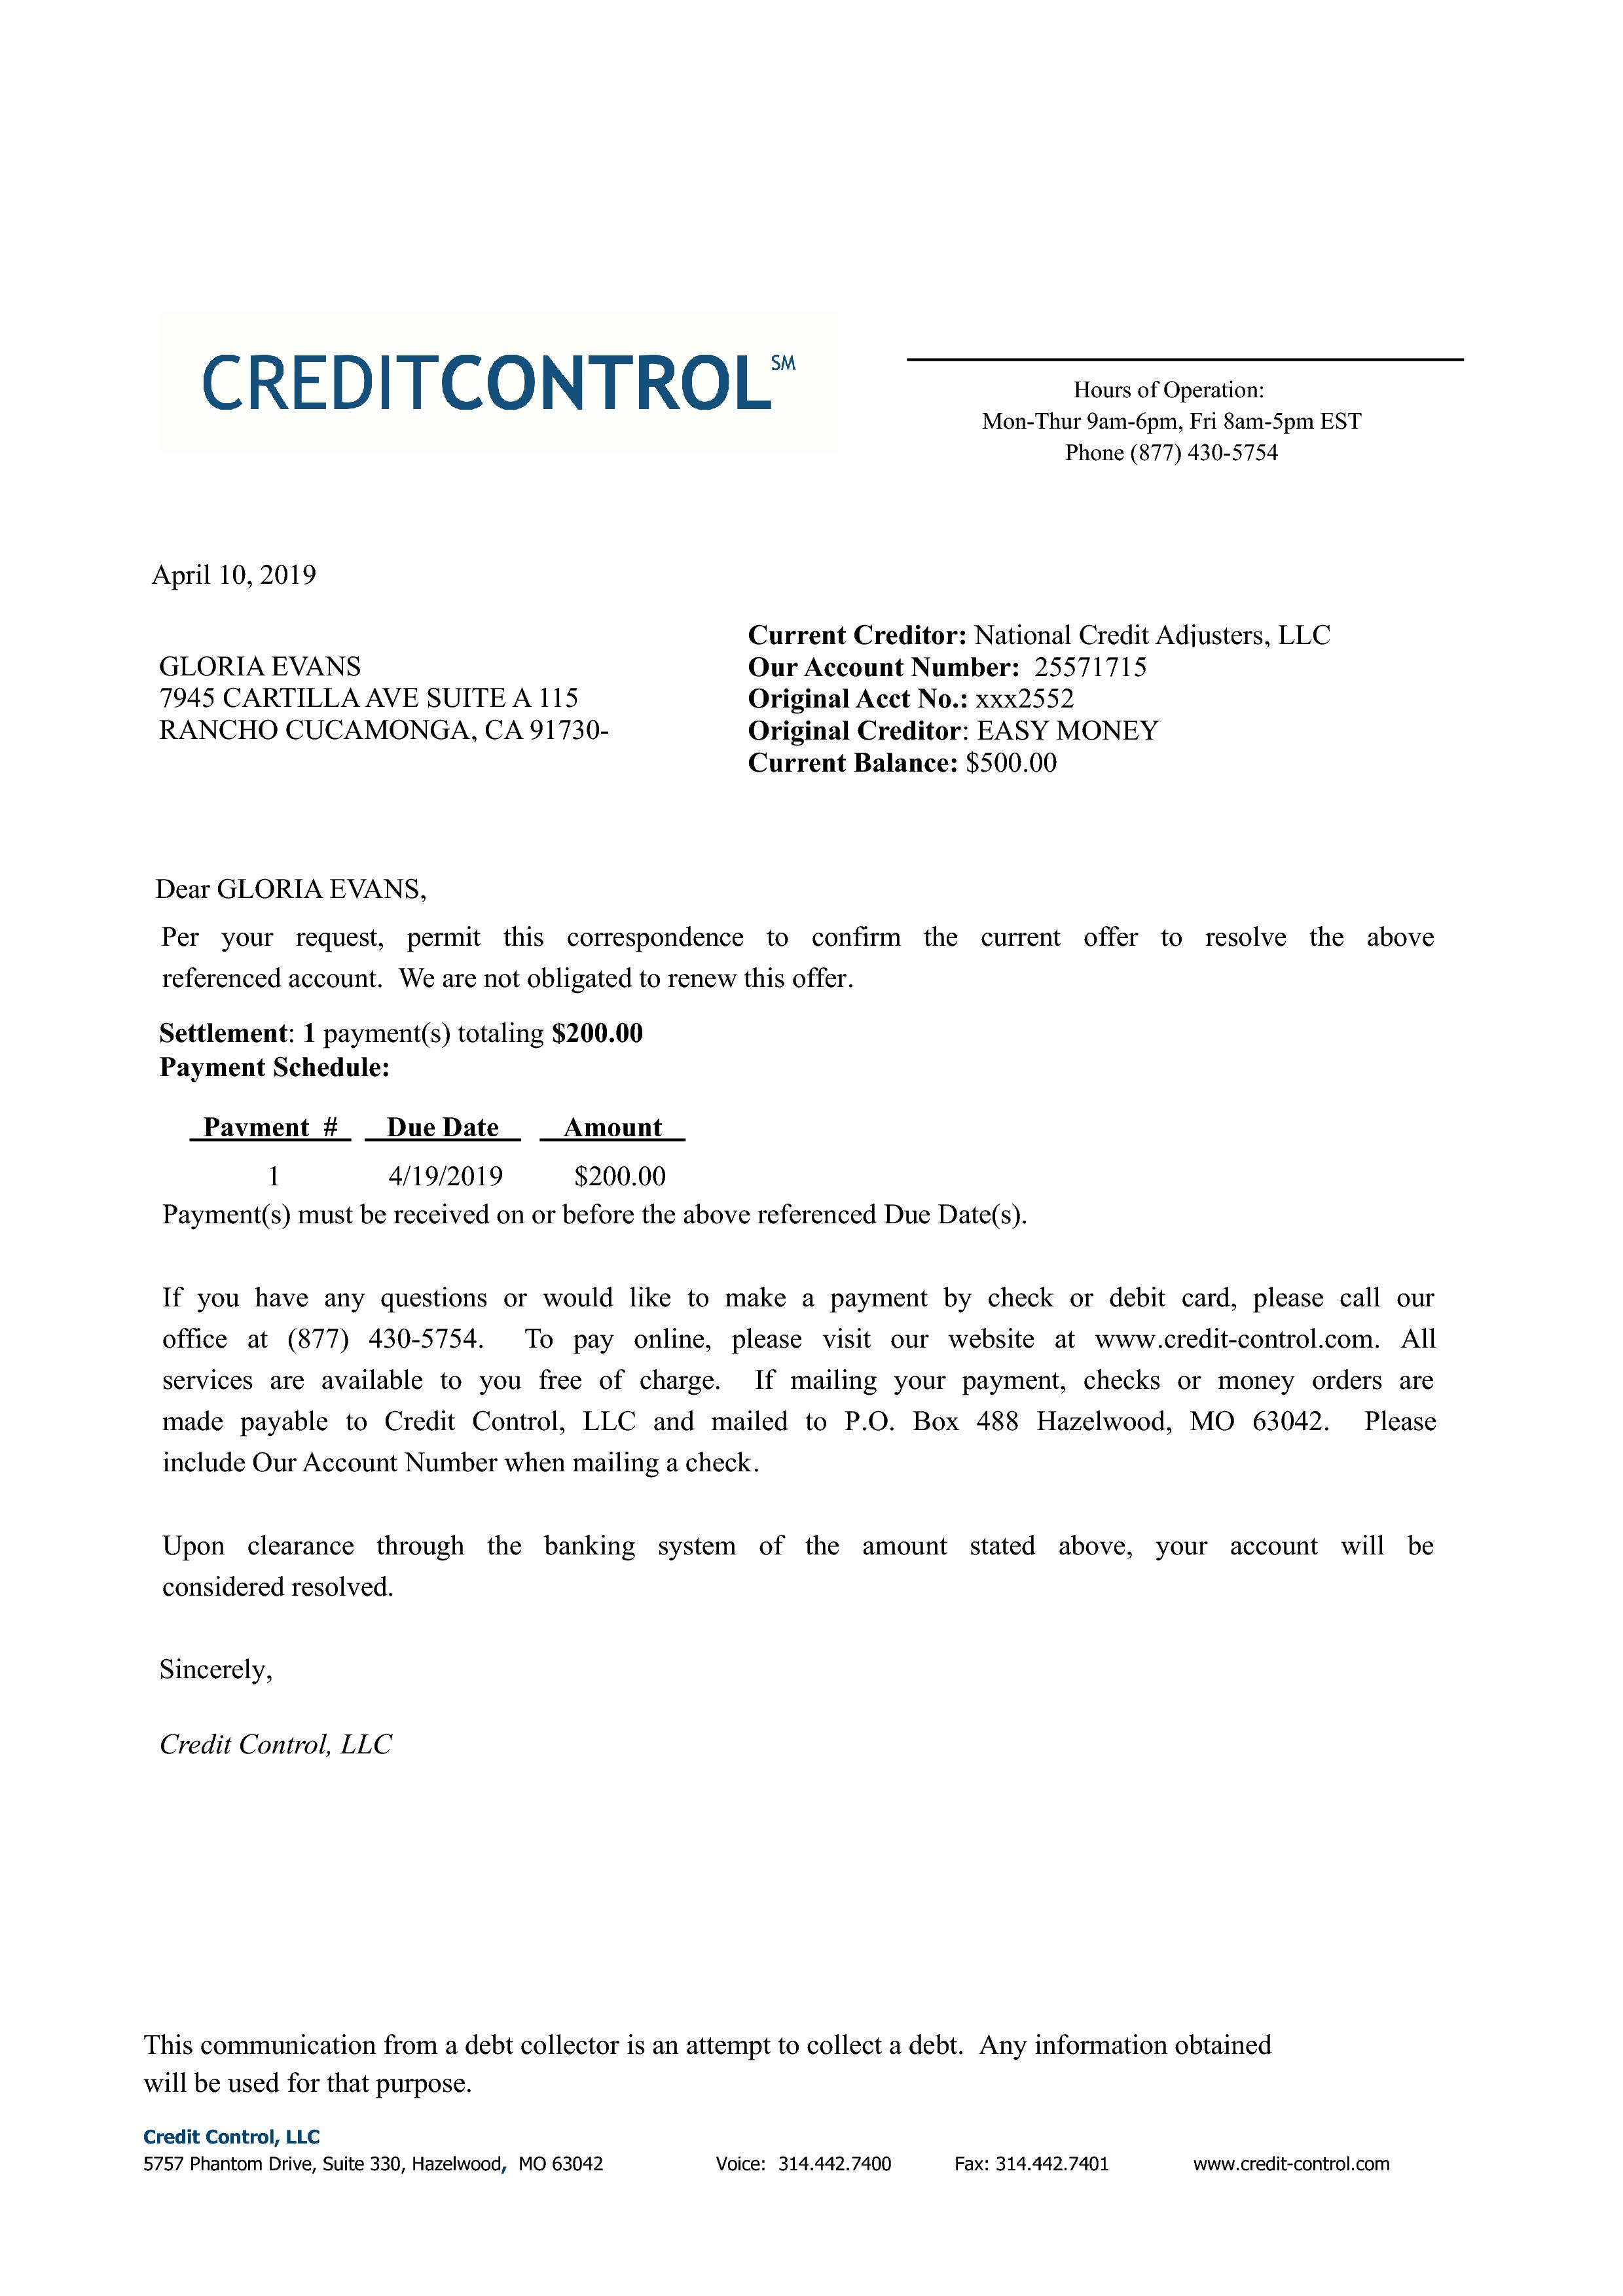 CREDITCONTROL SM
Hours of Operation:
Mon-Thur 9am-6pm, Fri 8am-5pm EST
Phone (877) 430-5754
April 10, 2019
GLORIA EVANS
7945 CARTILLA AVE SUITE A 115
RANCHO CUCAMONGA, CA 91730-
Current Creditor: National Credit Adjusters, LLC
Our Account Number: 25571715
Original Acct No.: xxx2552
Original Creditor: EASY MONEY
Current Balance: $500.00
Dear GLORIA EVANS,
Per your request, permit this correspondence to confirm the current offer to resolve the above
referenced account. We are not obligated to renew this offer.
Settlement: 1 payment(s) totaling $200.00
Payment Schedule:
Payment # Due Date Amount
1 4/19/2019 $200.00
Payment(s) must be received on or before the above referenced Due Date(s).
If you have any questions or would like to make a payment by check or debit card, please call our
office at (877) 430-5754. To pay online, please visit our website at www.credit-control.com. All
services are available to you free of charge. If mailing your payment, checks or money orders are
made payable to Credit Control, LLC and mailed to P.O. Box 488 Hazelwood, MO 63042. Please
include Our Account Number when mailing a check.
Upon clearance through the banking system of the amount stated above, your account will be
considered resolved.
Sincerely,
Credit Control, LLC
This communication from a debt collector is an attempt to collect a debt. Any information obtained
will be used for that purpose.
Credit Control, LLC
5757 Phantom Drive, Suite 330, Hazelwood, MO 63042 Voice: 314.442.7400 Fax: 314.442.7401 www.credit-control.com